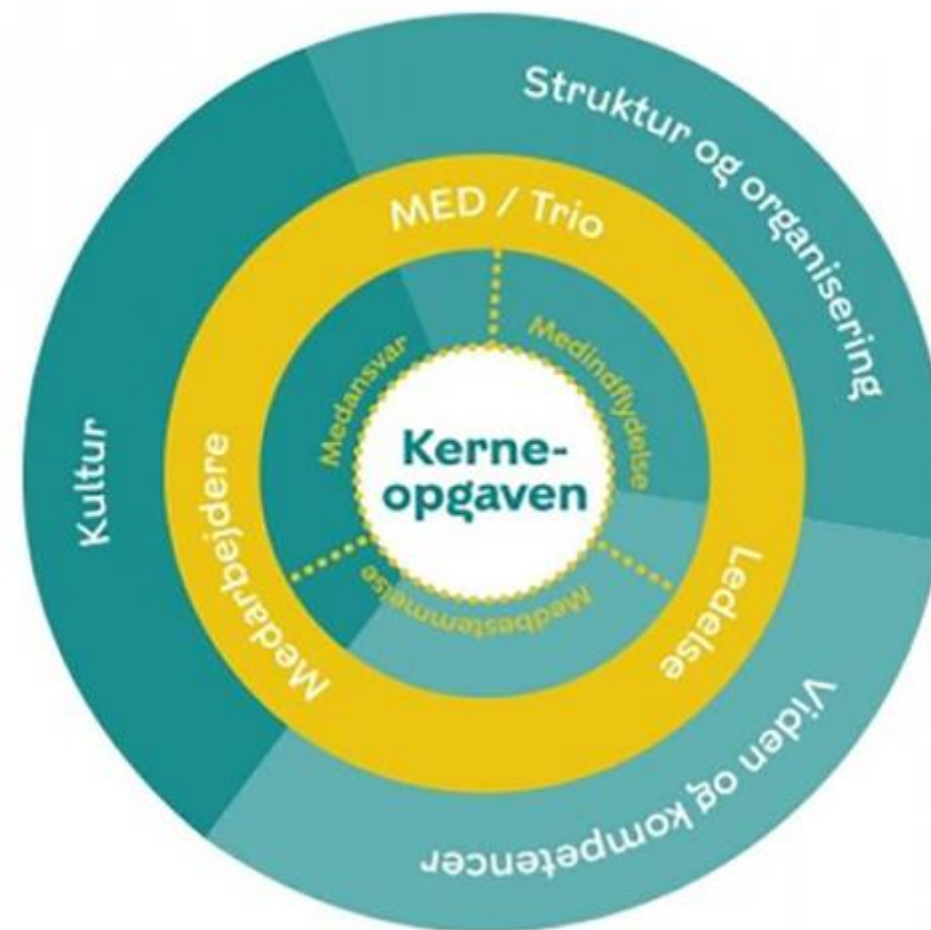 Struktur og organisering
MED / Trio
Medindflydelse
Medansvar
Kerne-
opgaven
Kultur
Medarbejdere
Ledelse
Medbestemmelse
Viden og kompetencer